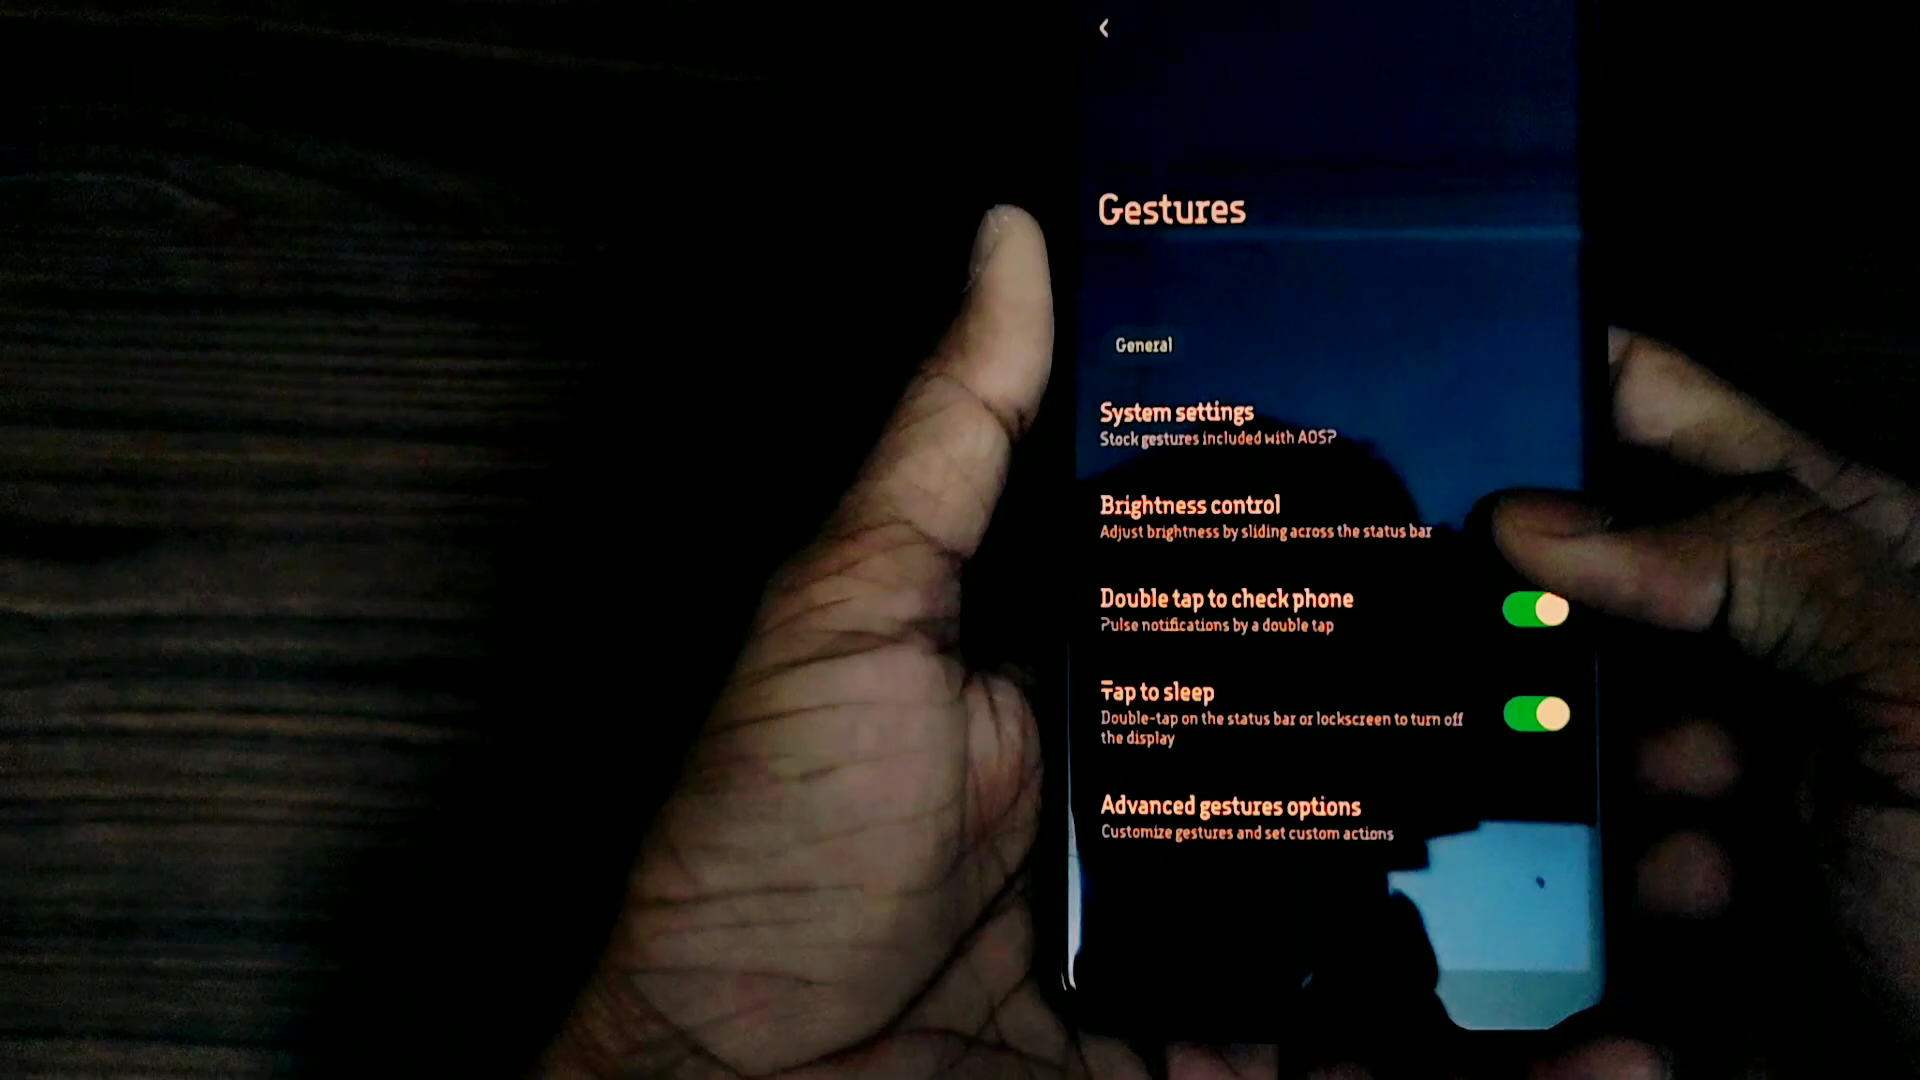 Gestures
General
System settings
Stock gestures included with AOSP
Brightness control
Adjust brightness by sliding across the status bar
Double tap to check phone
Pulse notifications by a double tap
Tap to sleep
Double-tap on the status bar or lockscreen to turn off
the display
Advanced gestures options
Customize gestures and set custom actions